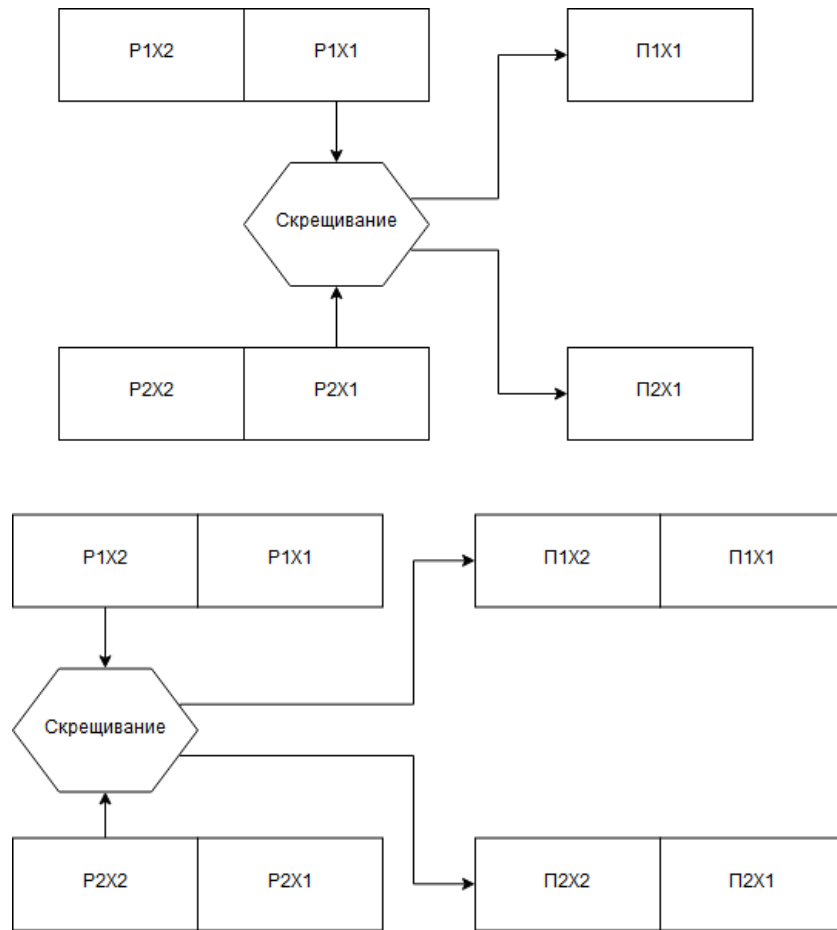 Р1Х2 Р1Х1 П1Х1
Скрещивание
Р2Х2 Р2Х1 П2Х1
Р1Х2 Р1Х1 П1Х2 П1Х1
Скрещивание
Р2Х2 Р2Х1 П2Х2 П2Х1